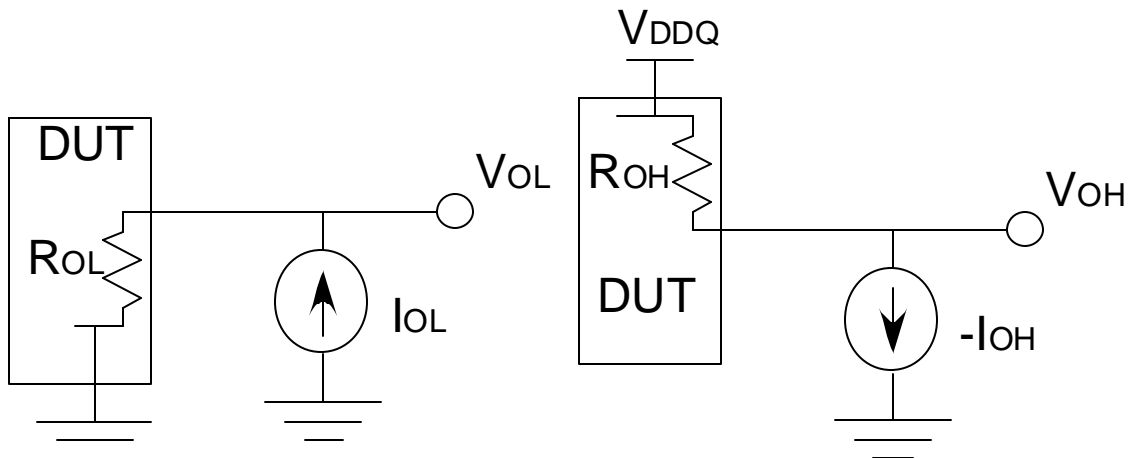 DUT
VOL
ROL
IOL
VDDQ
ROH
VOH
DUT
-IOH